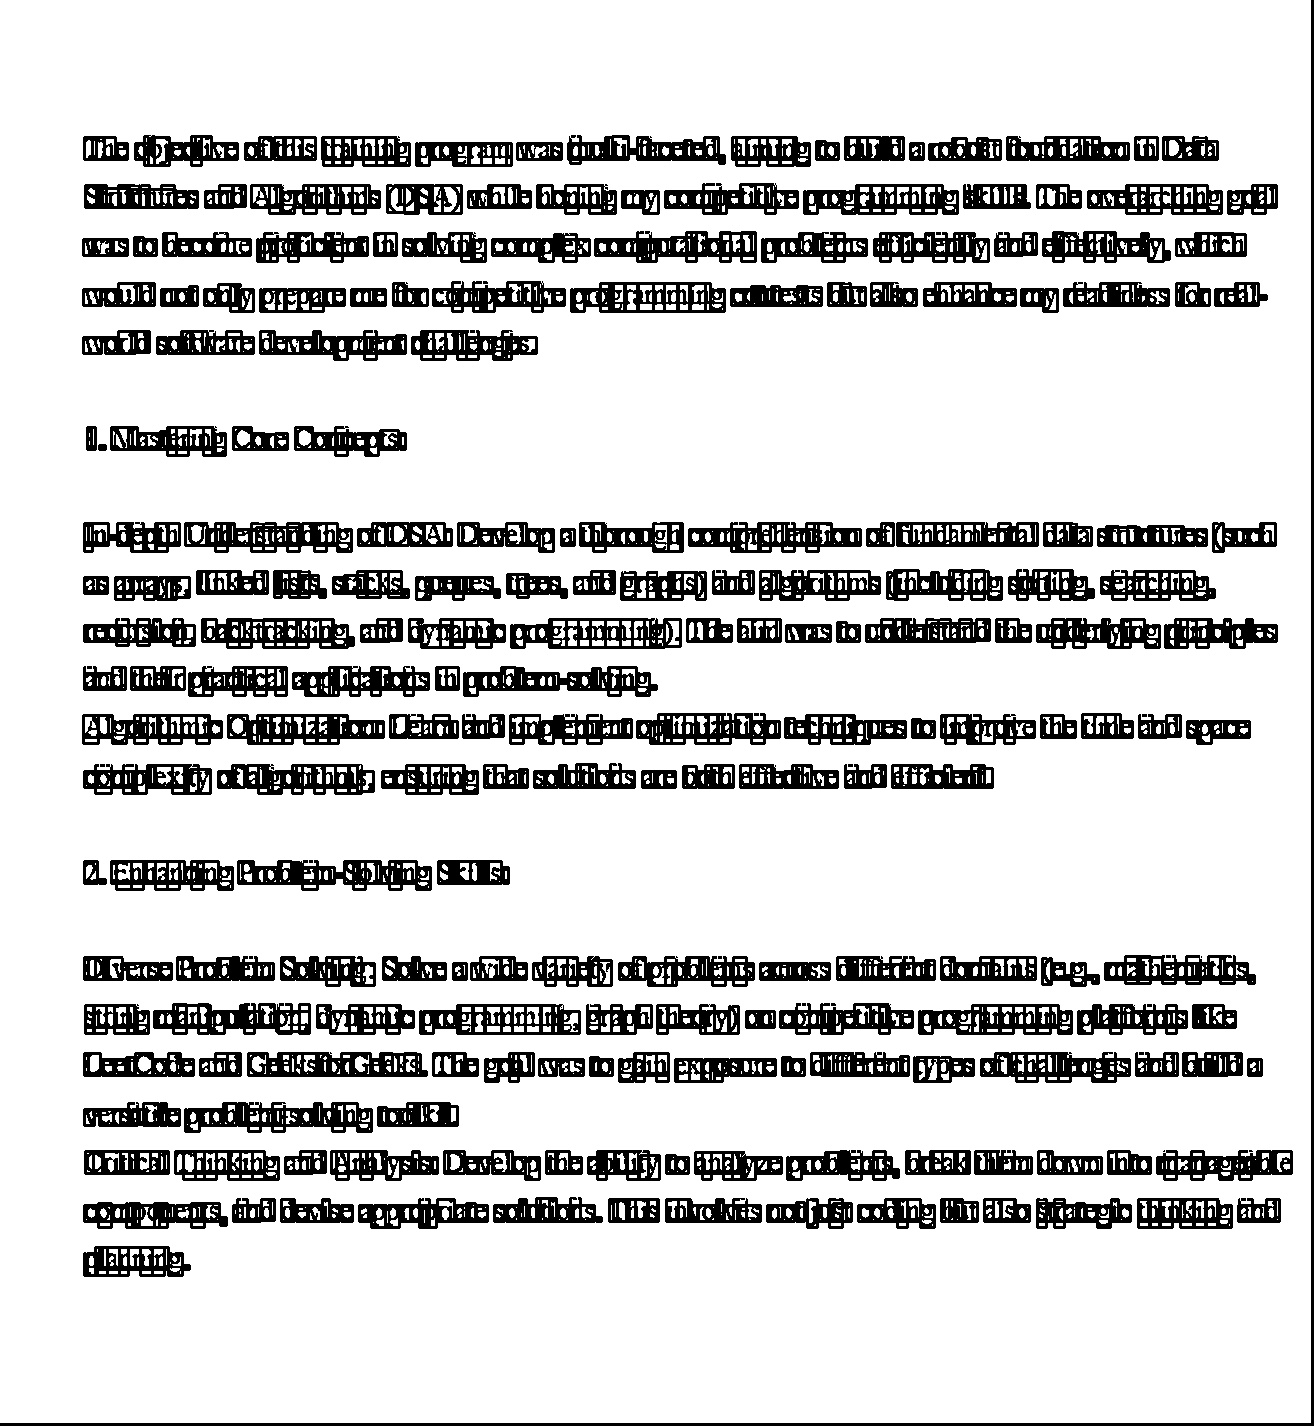 The objective of this training program was multi-faceted, aiming to build a robust foundation in Data
Structures and Algorithms (DSA) while honing my competitive programming skills. The overarching goal
was to become proficient in solving complex computational problems efficiently and effectively, which
would not only prepare me for competitive programming contests but also enhance my readiness for real-
world software development challenges.
1. Mastering Core Concepts:
In-depth Understanding of DSA: Develop a thorough comprehension of fundamental data structures (such
as arrays, linked lists, stacks, queues, trees, and graphs) and algorithms (including sorting, searching,
recursion, backtracking, and dynamic programming). The aim was to understand the underlying principles
and their practical applications in problem-solving.
Algorithmic Optimization: Learn and implement optimization techniques to improve the time and space
complexity of algorithms, ensuring that solutions are both effective and efficient.
2. Enhancing Problem-Solving Skills:
Diverse Problem Solving: Solve a wide variety of problems across different domains (e.g., mathematics,
string manipulation, dynamic programming, graph theory) on competitive programming platforms like
LeetCode and GeeksforGeeks. The goal was to gain exposure to different types of challenges and build a
versatile problem-solving toolkit.
Critical Thinking and Analysis: Develop the ability to analyze problems, break them down into manageable
components, and devise appropriate solutions. This involves not just coding but also strategic thinking and
planning.